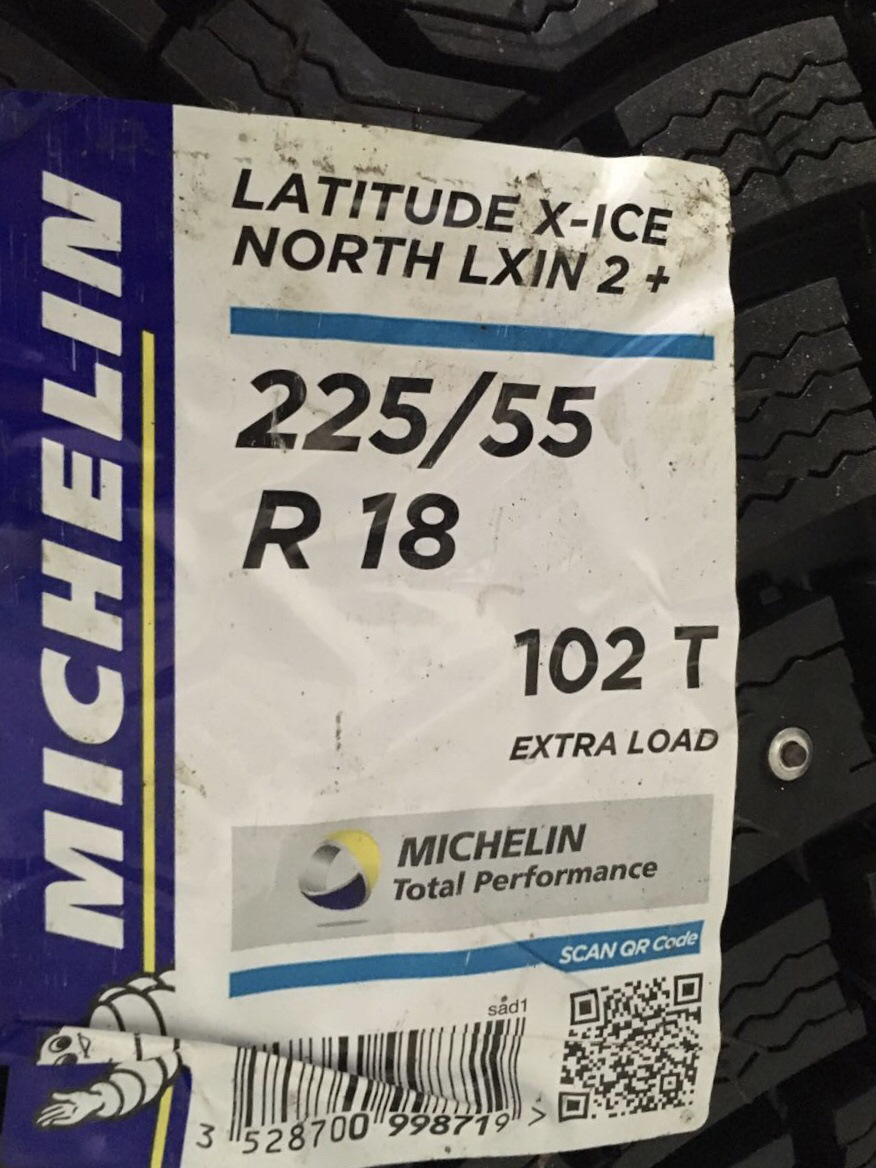 MICHELIN
LATITUDE X-ICE
NORTH LXIN 2 +
225/55
R 18
102 T
EXTRA LOAD
MICHELIN
Total Performance
SCAN QR Code
såd1
3 528700 998719 >